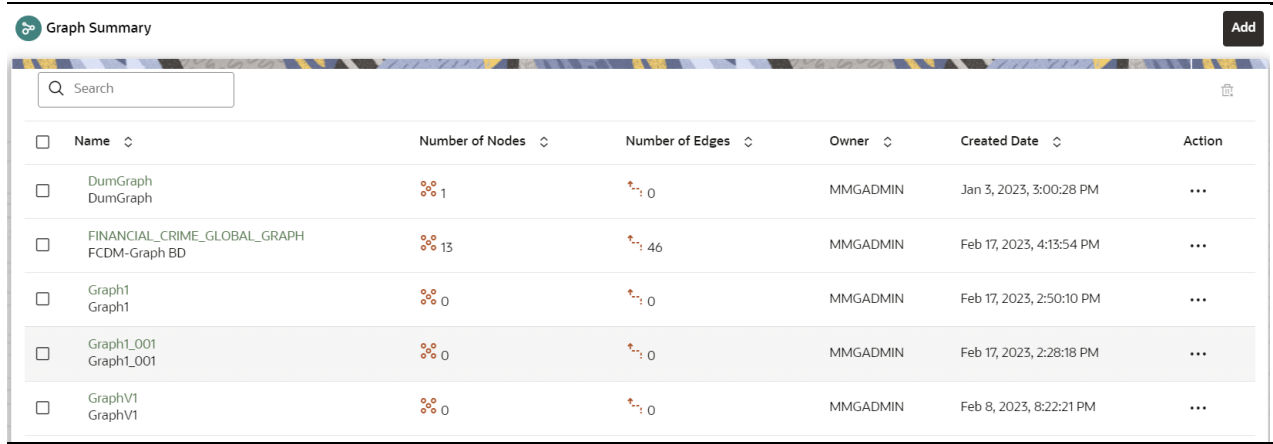 Graph Summary
Add
Search
Name Number of Nodes Number of Edges Owner Created Date Action
DumGraph
DumGraph
1 0 MMGADMIN Jan 3, 2023, 3:00:28 PM
FINANCIAL_CRIME_GLOBAL_GRAPH
FCDM-Graph BD
13 46 MMGADMIN Feb 17, 2023, 4:13:54 PM
Graph1
Graph1
0 0 MMGADMIN Feb 17, 2023, 2:50:10 PM
Graph1_001
Graph1_001
0 0 MMGADMIN Feb 17, 2023, 2:28:18 PM
GraphV1
GraphV1
0 0 MMGADMIN Feb 8, 2023, 8:22:21 PM